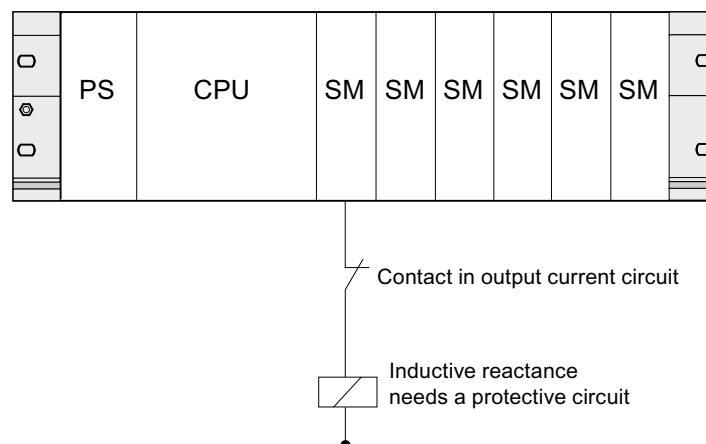 PS CPU SM SM SM SM SM SM
Contact in output current circuit
Inductive reactance
needs a protective circuit